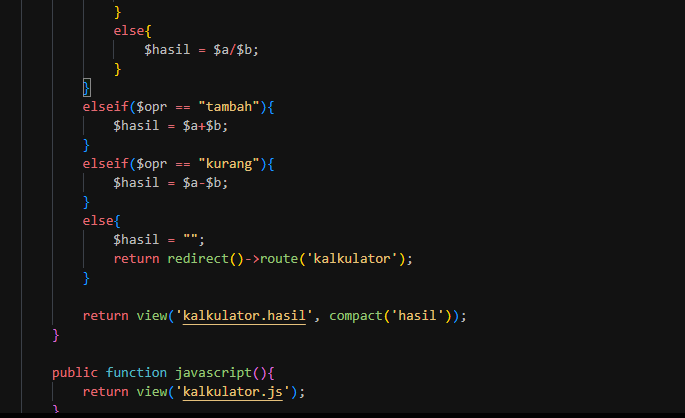 }
else{
$hasil = $a/$b;
}
}
elseif($opr == "tambah"){
$hasil = $a+$b;
}
elseif($opr == "kurang"){
$hasil = $a-$b;
}
else{
$hasil = "";
return redirect()->route('kalkulator');
}
return view('kalkulator.hasil', compact('hasil'));
}
public function javascript(){
return view('kalkulator.js');
}